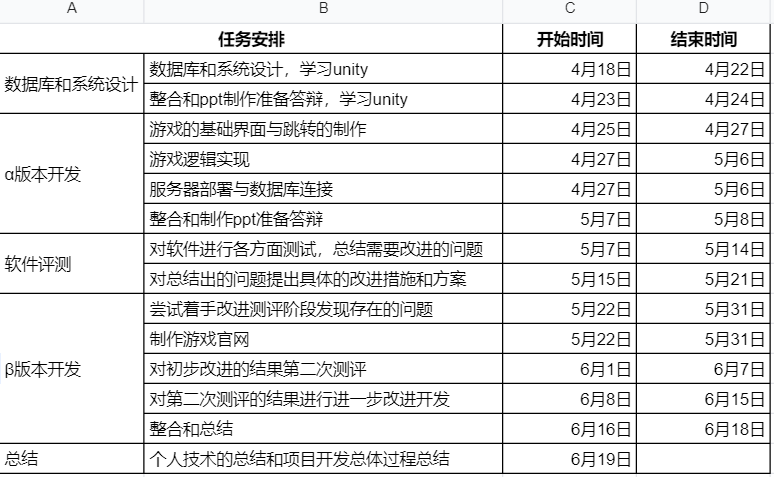 A B C D
任务安排 开始时间 结束时间
数据库和系统设计 数据库和系统设计，学习unity 4月18日 4月22日
整合和ppt制作准备答辩，学习unity 4月23日 4月24日
α版本开发 游戏的基础界面与跳转的制作 4月25日 4月27日
游戏逻辑实现 4月27日 5月6日
服务器部署与数据库连接 4月27日 5月6日
整合和制作ppt准备答辩 5月7日 5月8日
软件评测 对软件进行各方面测试，总结需要改进的问题 5月7日 5月14日
对总结出的问题提出具体的改进措施和方案 5月15日 5月21日
β版本开发 尝试着手改进测评阶段发现存在的问题 5月22日 5月31日
制作游戏官网 5月22日 5月31日
对初步改进的结果第二次测评 6月1日 6月7日
对第二次测评的结果进行进一步改进开发 6月8日 6月15日
整合和总结 6月16日 6月18日
总结 个人技术的总结和项目开发总体过程总结 6月19日